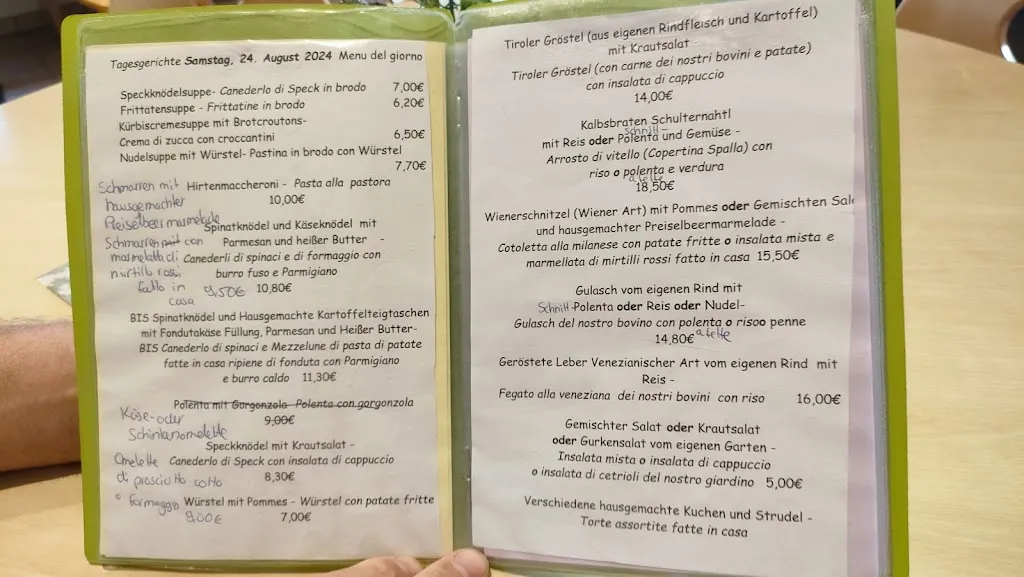 Tagesgerichte Samstag, 24. August 2024 Menu del giorno
Speckknödelsuppe- Canederlo di Speck in brodo 7,00€
Frittatensuppe - Frittatine in brodo 6,20€
Kürbiscremesuppe mit Brotcroutons-
Crema di zucca con croccantini 6,50€
Nudelsuppe mit Würstel- Pastina in brodo con Würstel
7,70€
Hirtenmaccheroni - Pasta alla pastora
10,00€
Schmarren mit
hausgemachter
Preiselbeermarmelade
Schmarren con
marmelatta di
mirtilli rossi
fatto in
casa 9,50€
Spinatknödel und Käseknödel mit
Parmesan und heißer Butter -
Canederli di spinaci e di formaggio con
burro fuso e Parmigiano
10,80€
BIS Spinatknödel und Hausgemachte Kartoffelteigtaschen
mit Fondutakäse Füllung, Parmesan und Heißer Butter-
BIS Canederlo di spinaci e Mezzelune di pasta di patate
fatte in casa ripiene di fonduta con Parmigiano
e burro caldo 11,30€
Polenta mit Gorgonzola Polenta con gorgonzola
9,00€
Käse- oder
Schinkenomelette
Omelette
di prosciutto cotto
o formaggio
9,00€
Speckknödel mit Krautsalat -
Canederlo di Speck con insalata di cappuccio
8,30€
Würstel mit Pommes - Würstel con patate fritte
7,00€
Tiroler Gröstel (aus eigenen Rindfleisch und Kartoffel)
mit Krautsalat -
Tiroler Gröstel (con carne dei nostri bovini e patate)
con insalata di cappuccio
14,00€
Kalbsbraten Schulternahtl
Schnitt-
mit Reis oder Polenta und Gemüse -
Arrosto di vitello (Copertina Spalla) con
riso o polenta e verdura
a fette
18,50€
Wienerschnitzel (Wiener Art) mit Pommes oder Gemischten Sala
und hausgemachter Preiselbeermarmelade -
Cotoletta alla milanese con patate fritte o insalata mista e
marmellata di mirtilli rossi fatto in casa 15,50€
Gulasch vom eigenen Rind mit
Schnitt-Polenta oder Reis oder Nudel-
Gulasch del nostro bovino con polenta o risoo penne
14,80€ a fette
Geröstete Leber Venezianischer Art vom eigenen Rind mit
Reis -
Fegato alla veneziana dei nostri bovini con riso 16,00€
Gemischter Salat oder Krautsalat
oder Gurkensalat vom eigenen Garten -
Insalata mista o insalata di cappuccio
o insalata di cetrioli del nostro giardino 5,00€
Verschiedene hausgemachte Kuchen und Strudel -
Torte assortite fatte in casa